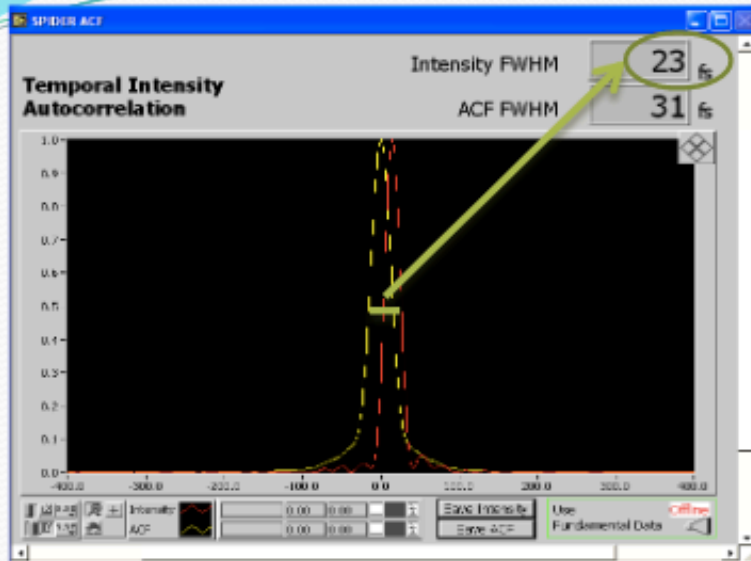 SPIDER ACF
Intensity FWHM 23 fs
Temporal Intensity
Autocorrelation
ACF FWHM 31 fs
1.0
0.9
0.8
0.7
0.6
0.5
0.4
0.3
0.2
0.1
0.0
-400.0 -300.0 -200.0 -100.0 0.0 100.0 200.0 300.0 400.0
Intensity 0.00 0.00 Save Intensity Use Offline
ACF 0.00 0.00 Save ACF Fundamental Data